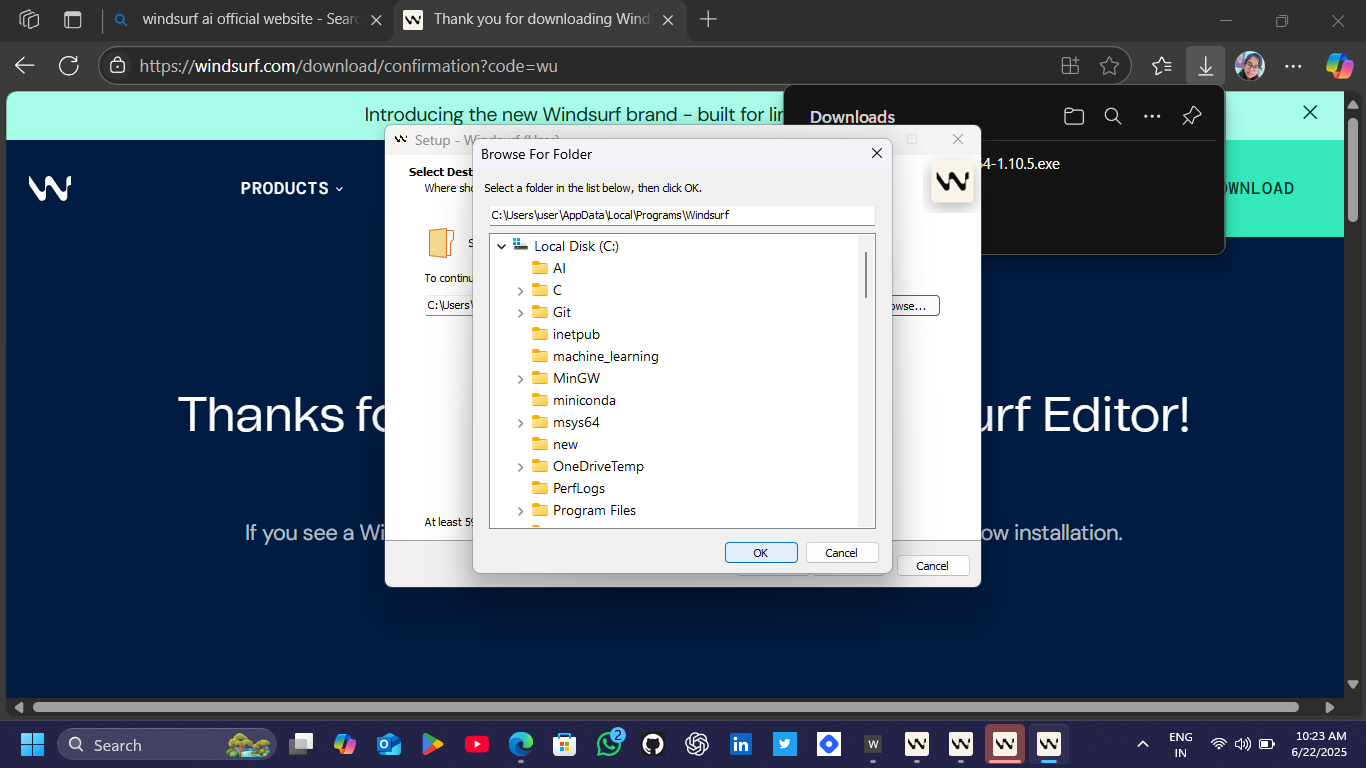 windsurf ai official website - Sear
Thank you for downloading Wind
https://windsurf.com/download/confirmation?code=wu
Introducing the new Windsurf brand - built for
Downloads
64-1.10.5.exe
PRODUCTS
DOWNLOAD
Setup - Windsurf (User)
Select Dest
Where sho
To continu
C:\Users\
Browse...
At least 59
Cancel
Browse For Folder
Select a folder in the list below, then click OK.
C:\Users\user\AppData\Local\Programs\Windsurf
Local Disk (C:)
AI
C
Git
inetpub
machine_learning
MinGW
miniconda
msys64
new
OneDriveTemp
PerfLogs
Program Files
OK
Cancel
Thanks fo
urf Editor!
If you see a Wi
ow installation.
Search
2
ENG
IN
10:23 AM
6/22/2025